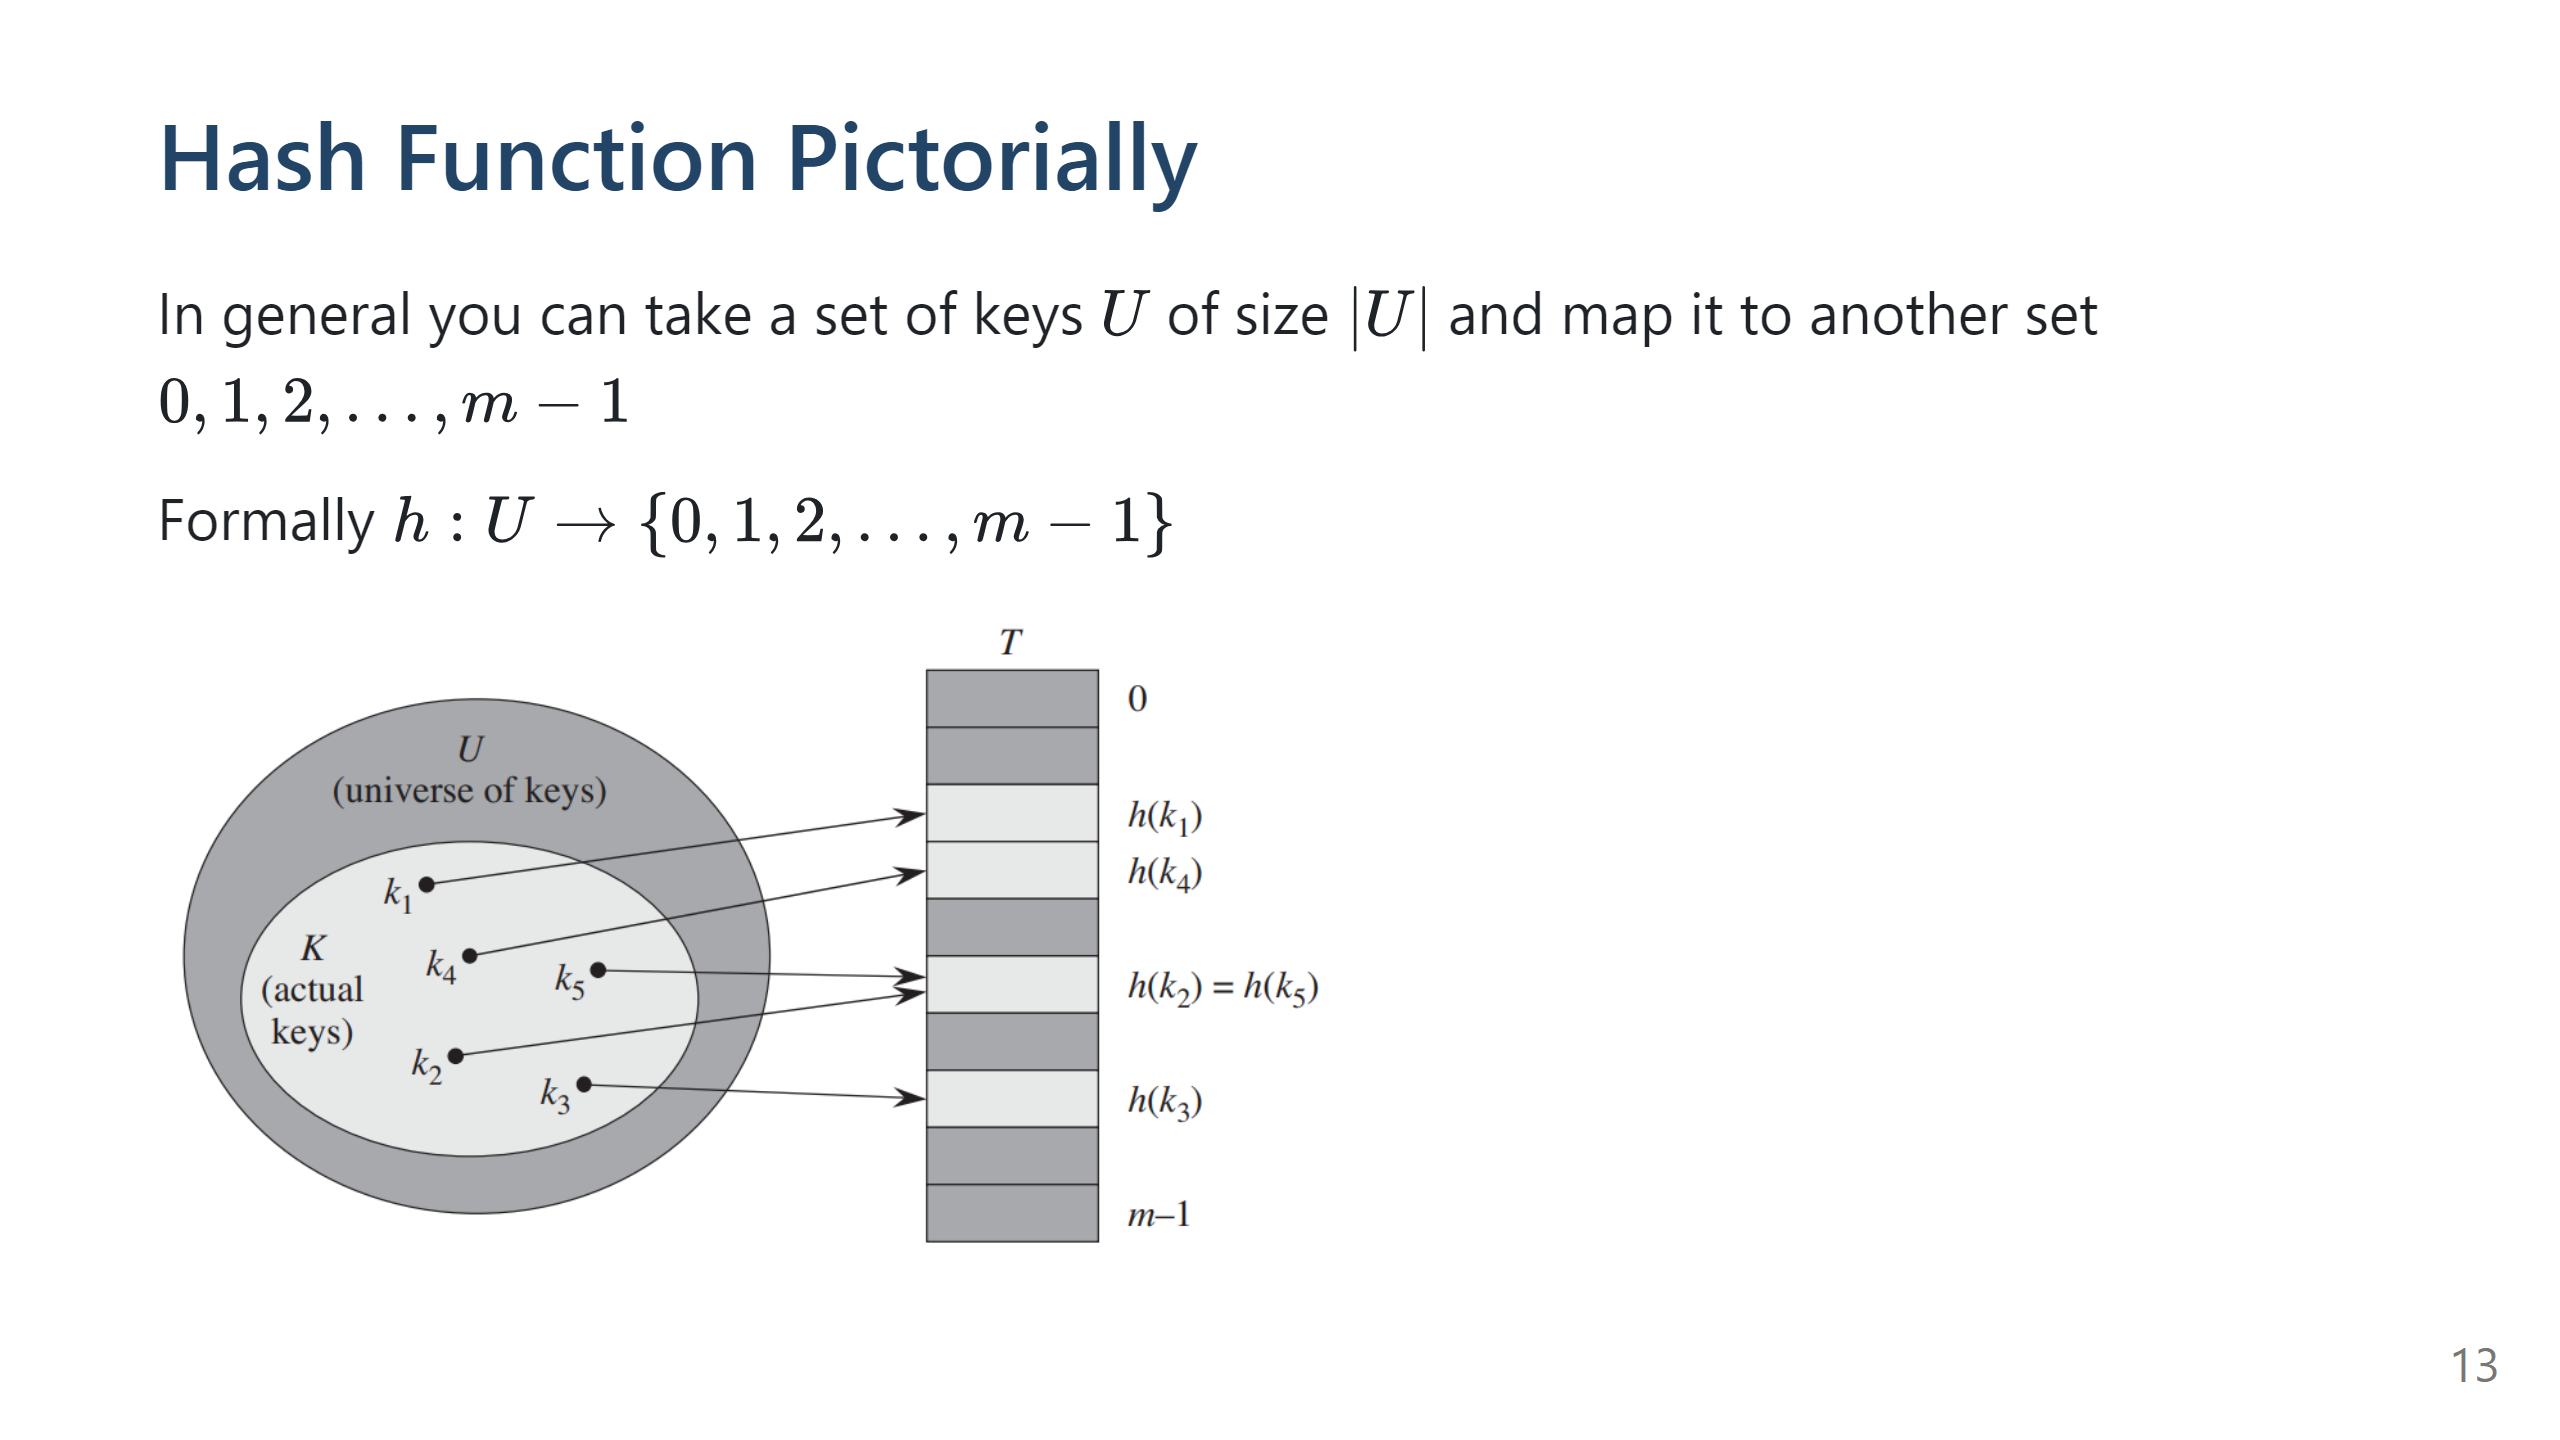 Hash Function Pictorially
In general you can take a set of keys U of size |U| and map it to another set
0, 1, 2, . . . , m − 1
Formally h : U → {0, 1, 2, . . . , m − 1}
T
U
(universe of keys)
K
(actual
keys)
k₁
k₄
k₅
k₂
k₃
0
h(k₁)
h(k₄)
h(k₂) = h(k₅)
h(k₃)
m–1
13